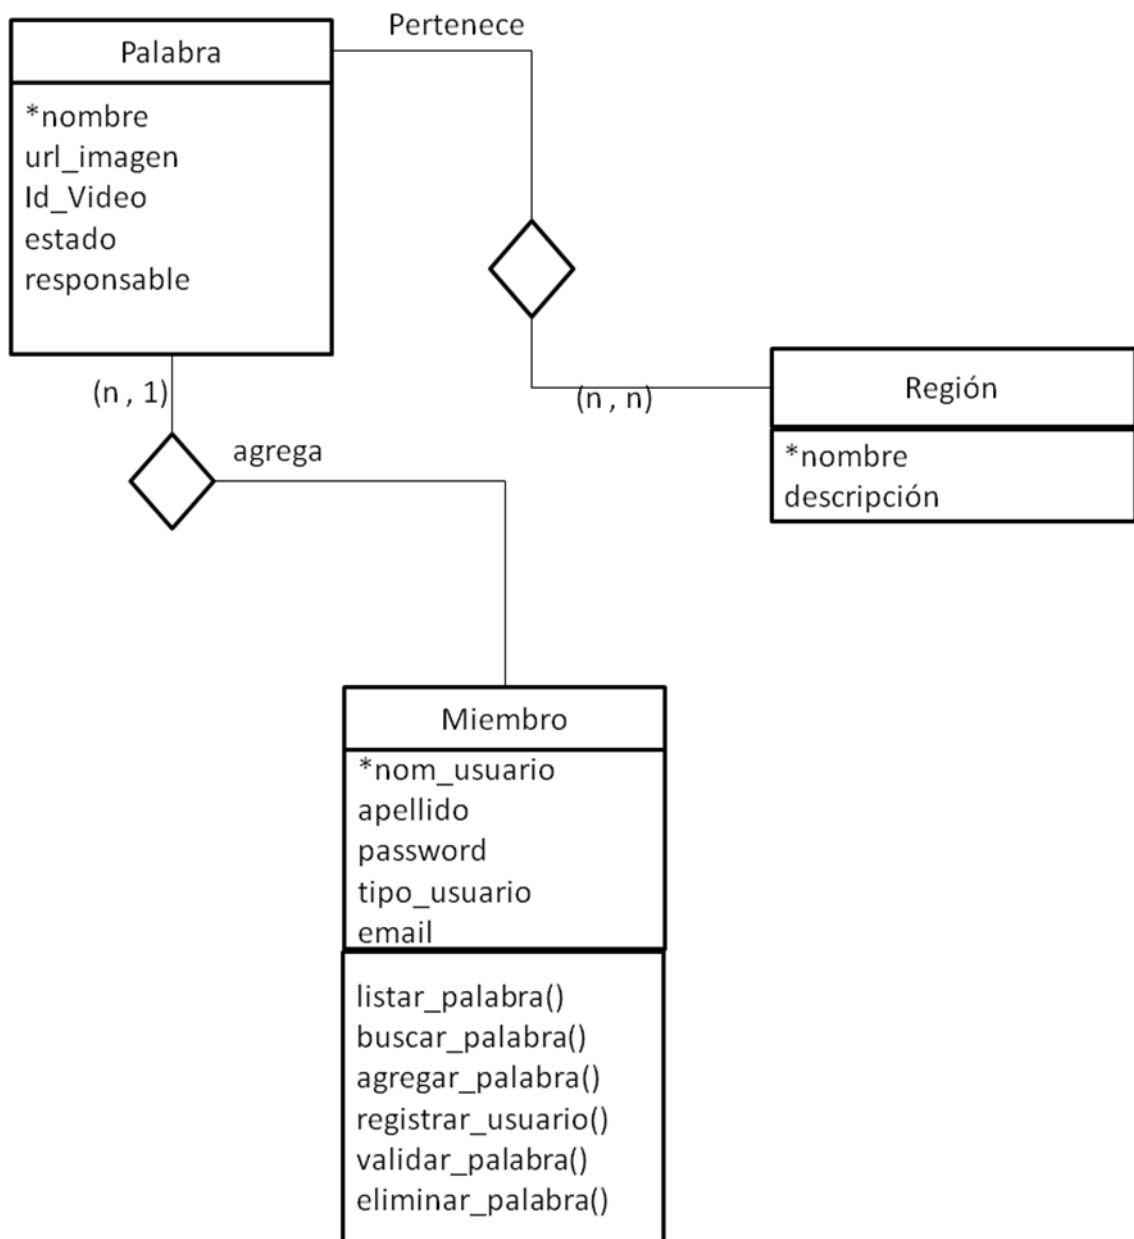 Pertenece
Palabra
*nombre
url_imagen
Id_Video
estado
responsable
(n , 1)
agrega
(n , n)
Región
*nombre
descripción
Miembro
*nom_usuario
apellido
password
tipo_usuario
email
listar_palabra()
buscar_palabra()
agregar_palabra()
registrar_usuario()
validar_palabra()
eliminar_palabra()